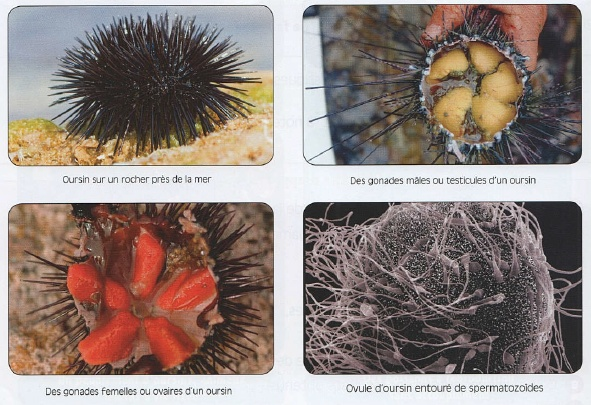 Oursin sur un rocher près de la mer
Des gonades mâles ou testicules d'un oursin
Des gonades femelles ou ovaires d'un oursin
Ovule d'oursin entouré de spermatozoïdes